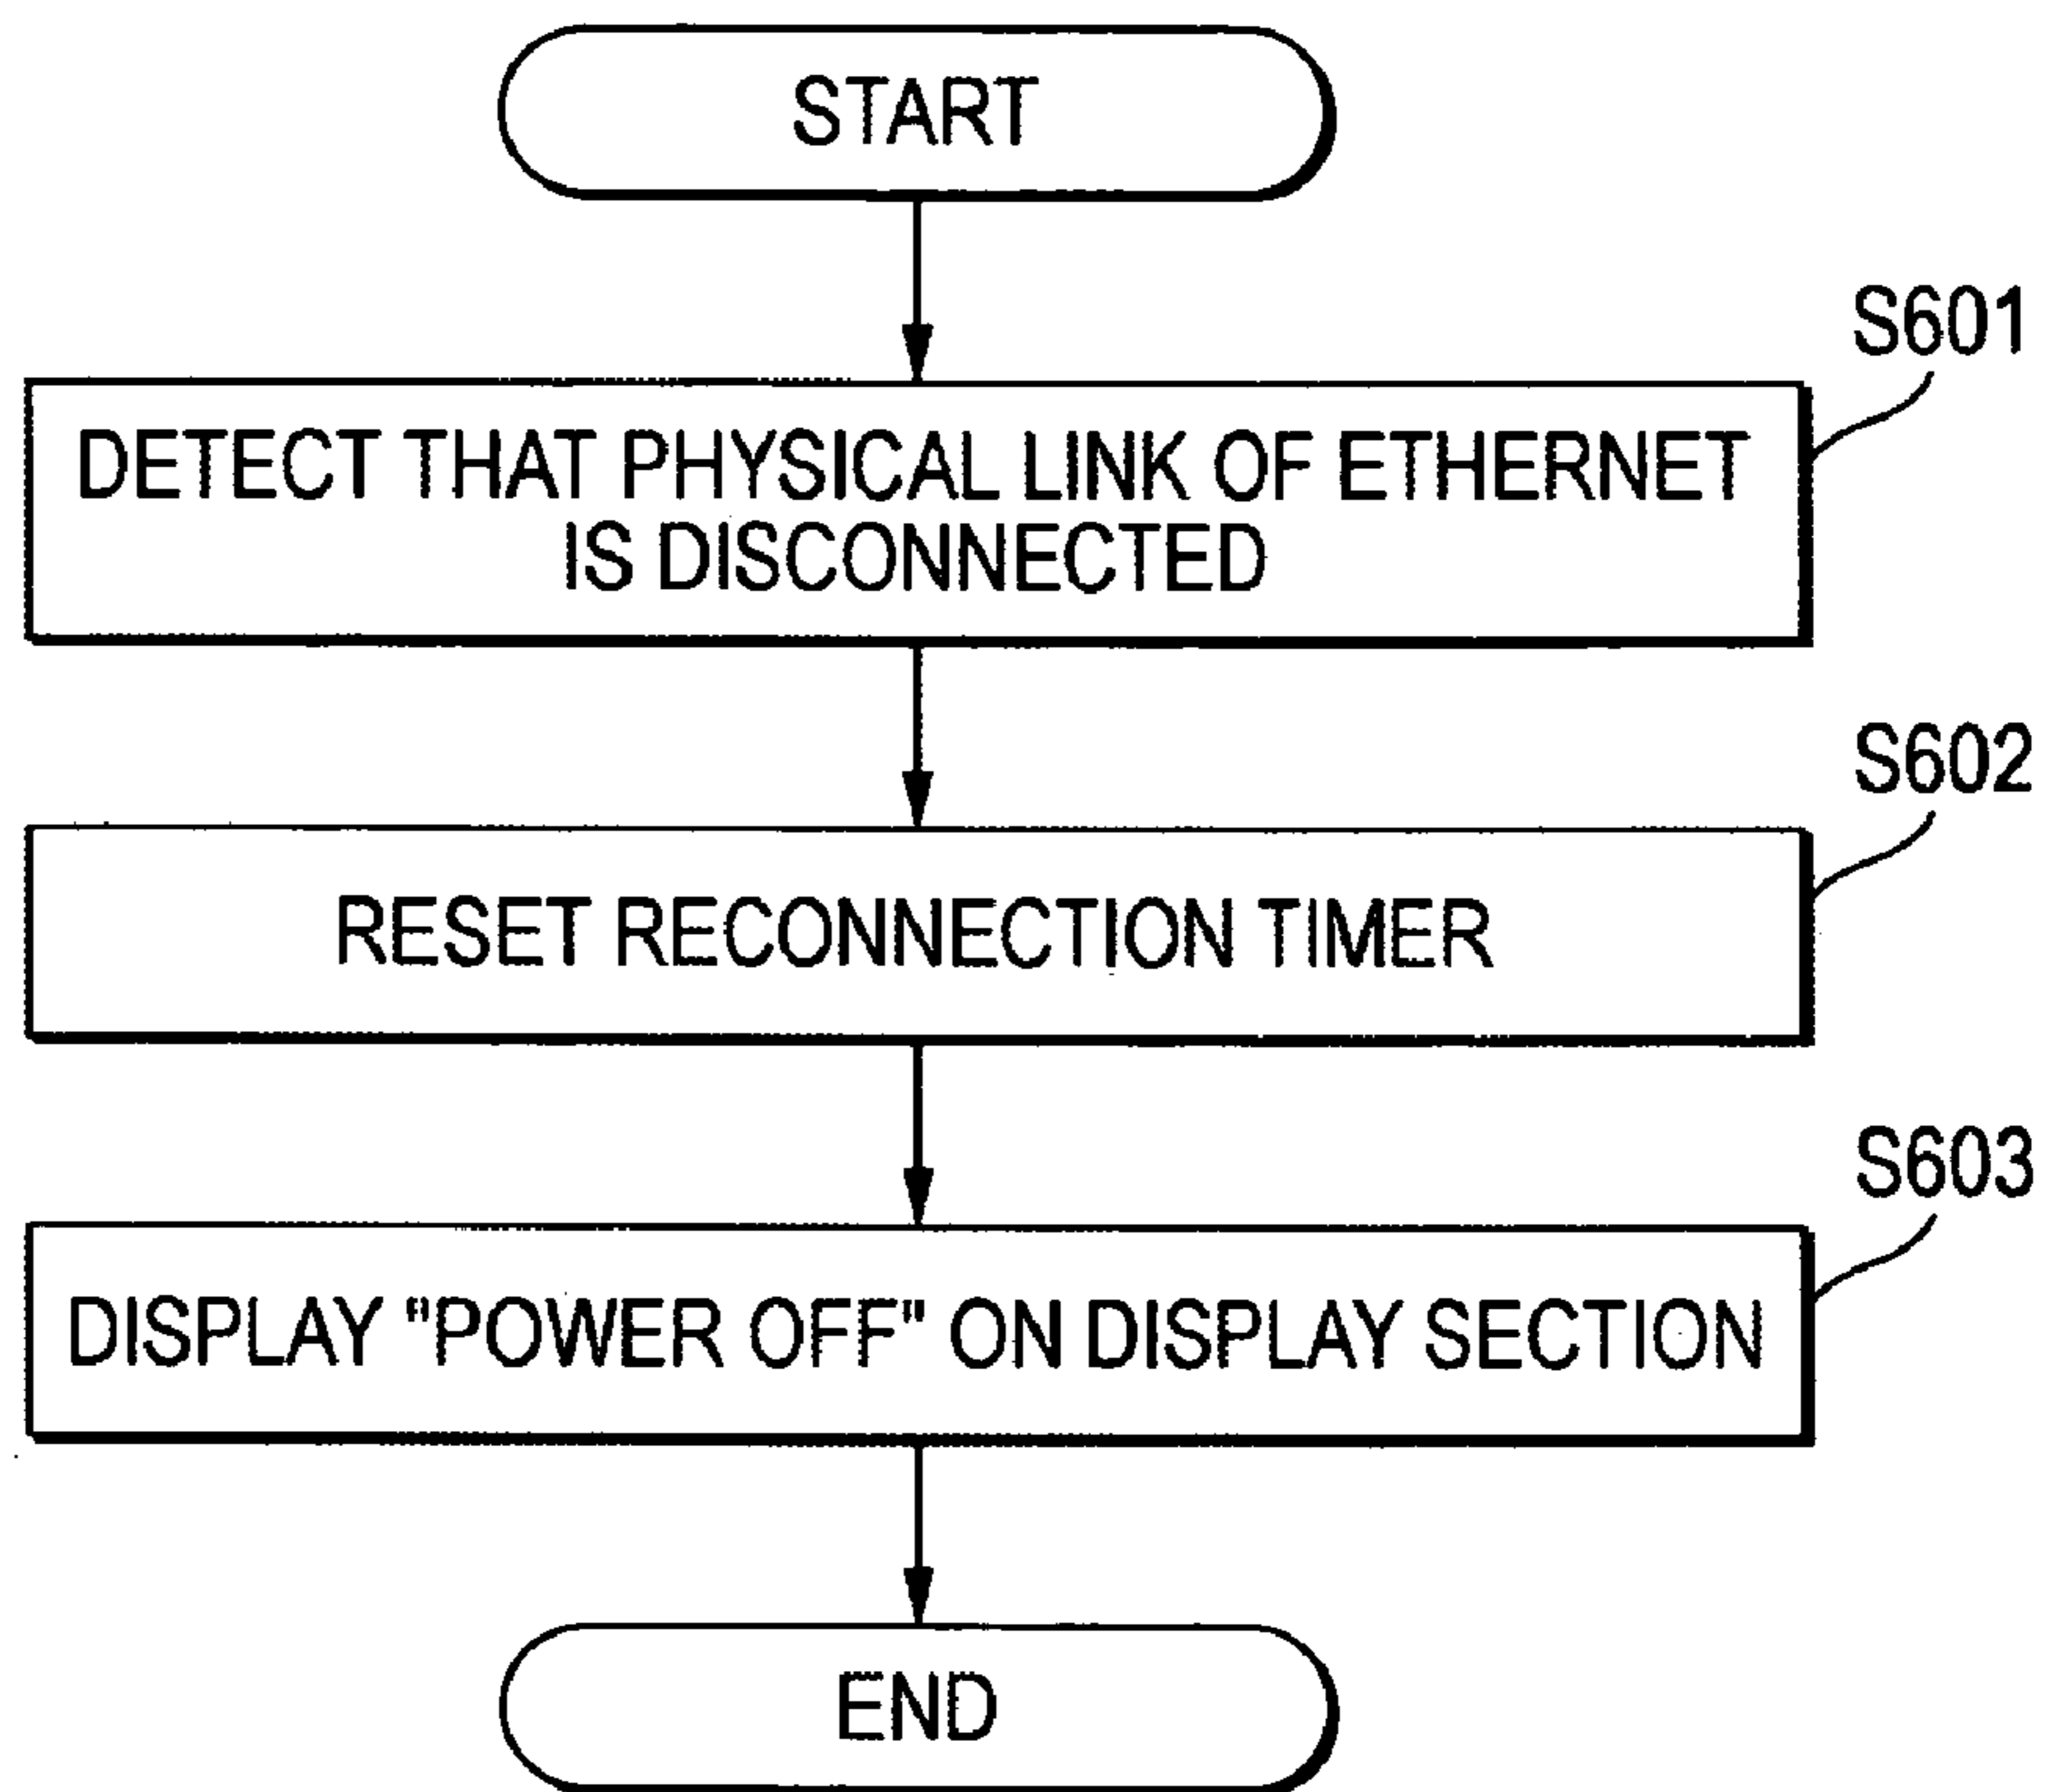 START
S601
DETECT THAT PHYSICAL LINK OF ETHERNET
IS DISCONNECTED
S602
RESET RECONNECTION TIMER
S603
DISPLAY "POWER OFF" ON DISPLAY SECTION
END